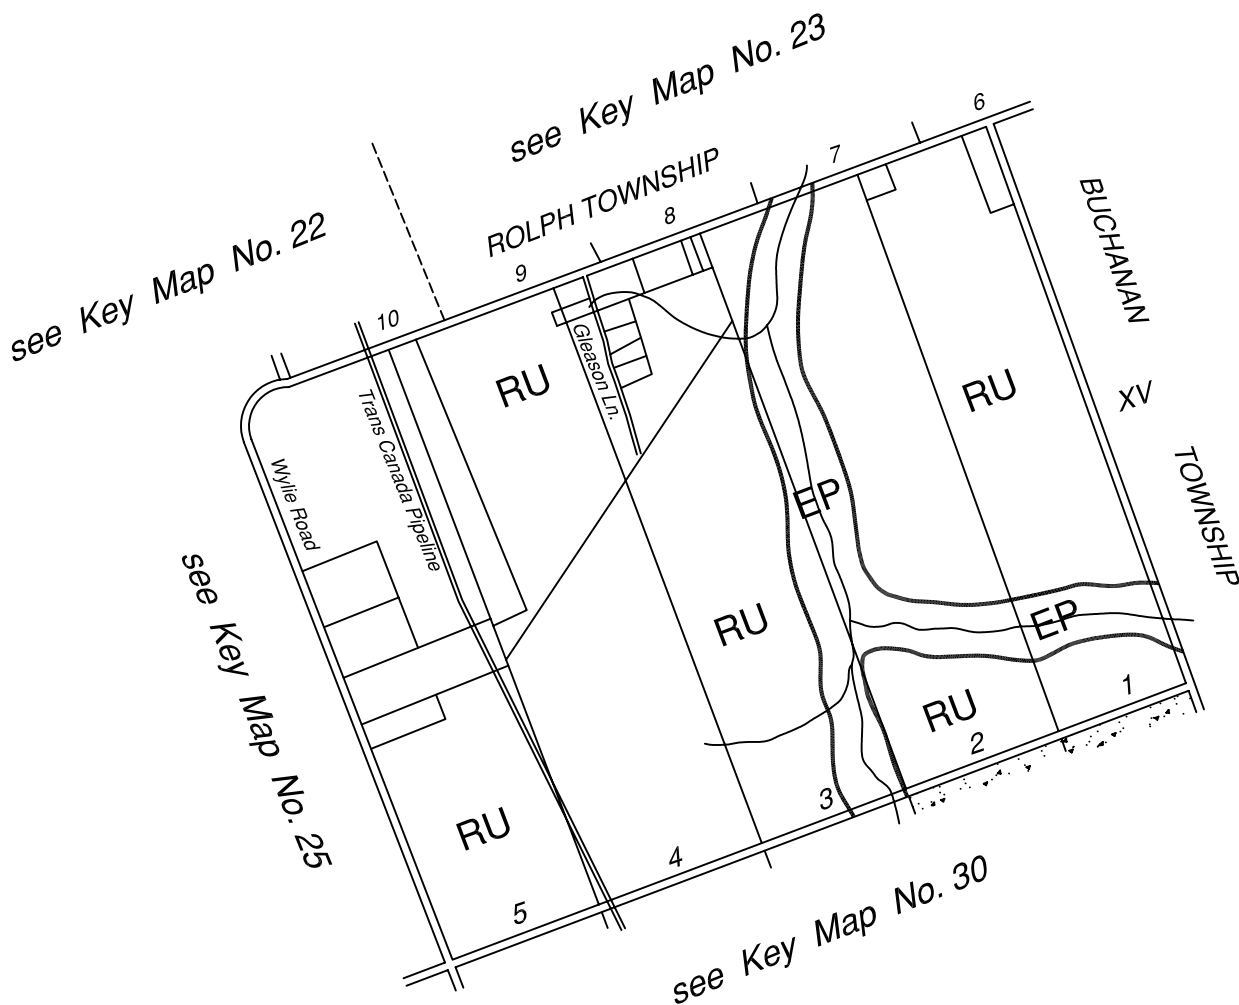 see Key Map No. 23
6
7
ROLPH TOWNSHIP
8
see Key Map No. 22
9
10
BUCHANAN
XV
TOWNSHIP
Gleason Ln.
RU
RU
Trans Canada Pipeline
Wylie Road
EP
see Key Map No. 25
RU
EP
RU
1
2
3
RU
4
5
see Key Map No. 30